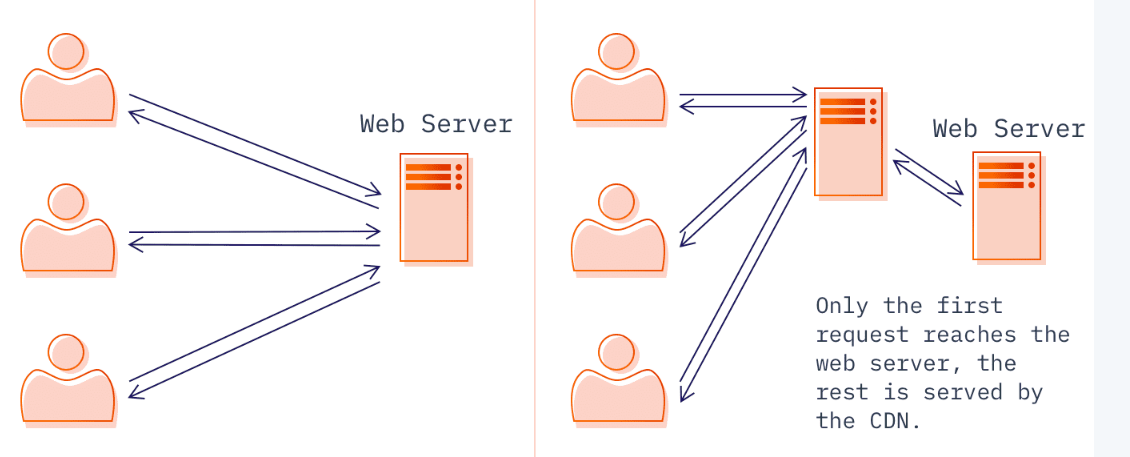 Web Server
Web Server
Only the first
request reaches the
web server, the
rest is served by
the CDN.